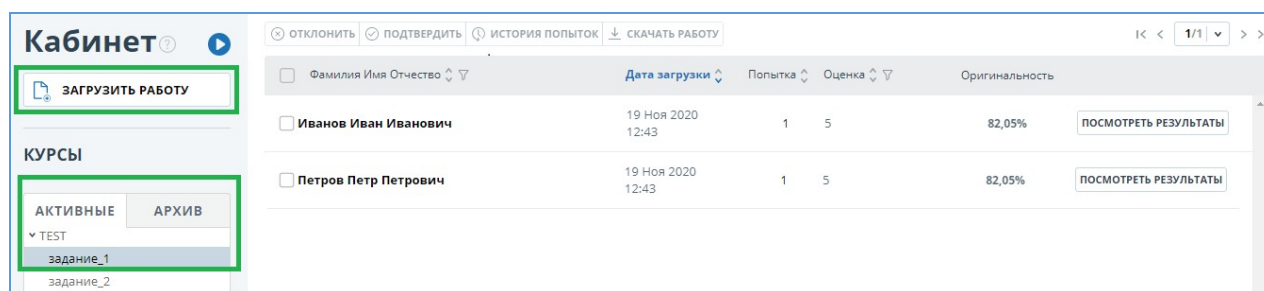 Кабинет
ЗАГРУЗИТЬ РАБОТУ
КУРСЫ
АКТИВНЫЕ АРХИВ
TEST
задание_1
задание_2
ОТКЛОНИТЬ ПОДТВЕРДИТЬ ИСТОРИЯ ПОПЫТОК СКАЧАТЬ РАБОТУ 1/1
Фамилия Имя Отчество Дата загрузки Попытка Оценка Оригинальность
Иванов Иван Иванович 19 Ноя 2020 12:43 1 5 82,05% ПОСМОТРЕТЬ РЕЗУЛЬТАТЫ
Петров Петр Петрович 19 Ноя 2020 12:43 1 5 82,05% ПОСМОТРЕТЬ РЕЗУЛЬТАТЫ